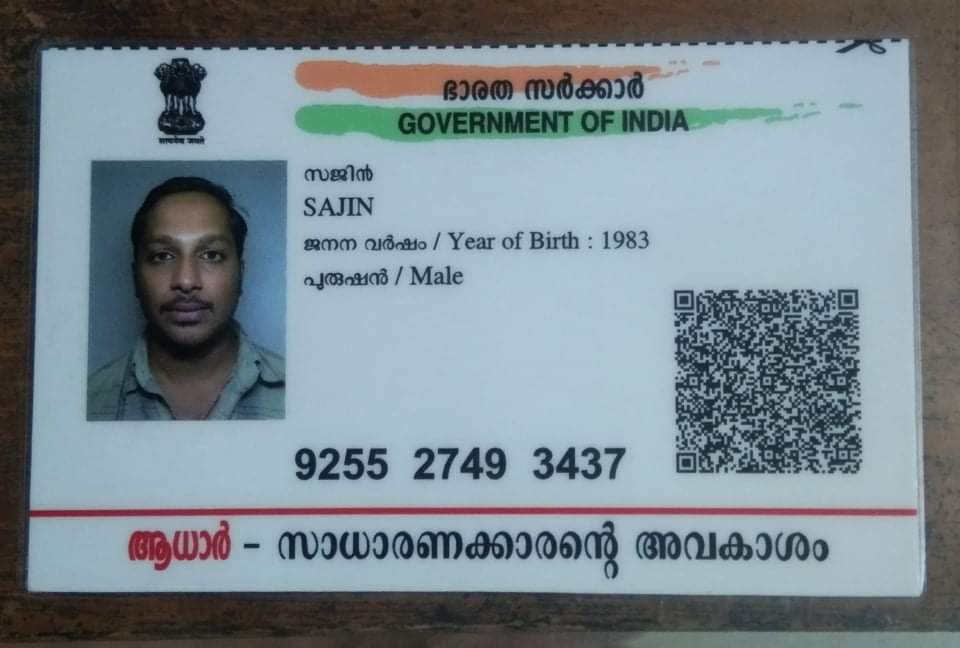 ഭാരത സർക്കാർ
GOVERNMENT OF INDIA
सत्यमेव जयते
സജിൻ
SAJIN
ജനന വർഷം / Year of Birth : 1983
പുരുഷൻ / Male
9255 2749 3437
ആധാർ - സാധാരണക്കാരന്റെ അവകാശം